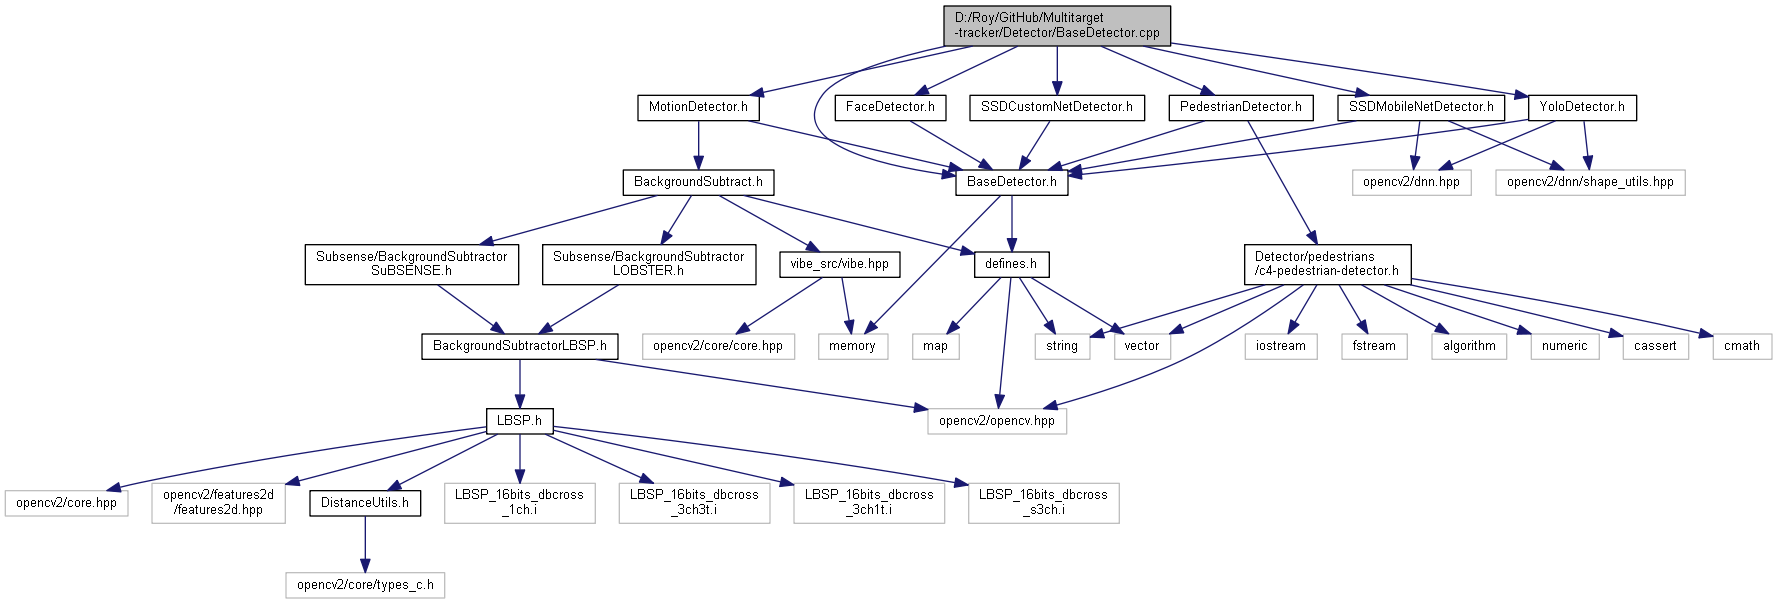 D:/Roy/GitHub/Multitarget
-tracker/Detector/BaseDetector.cpp
MotionDetector.h
FaceDetector.h
SSDCustomNetDetector.h
PedestrianDetector.h
SSDMobileNetDetector.h
YoloDetector.h
BackgroundSubtract.h
BaseDetector.h
opencv2/dnn.hpp
opencv2/dnn/shape_utils.hpp
Subsense/BackgroundSubtractor
SuBSENSE.h
Subsense/BackgroundSubtractor
LOBSTER.h
vibe_src/vibe.hpp
defines.h
Detector/pedestrians
/c4-pedestrian-detector.h
BackgroundSubtractorLBSP.h
opencv2/core/core.hpp
memory
map
string
vector
iostream
fstream
algorithm
numeric
cassert
cmath
LBSP.h
opencv2/opencv.hpp
opencv2/core.hpp
opencv2/features2d
/features2d.hpp
DistanceUtils.h
LBSP_16bits_dbcross
_1ch.i
LBSP_16bits_dbcross
_3ch3t.i
LBSP_16bits_dbcross
_3ch1t.i
LBSP_16bits_dbcross
_s3ch.i
opencv2/core/types_c.h